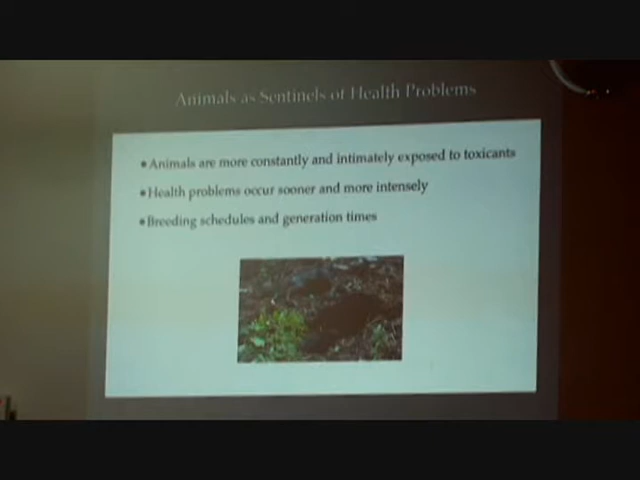 Animals as Sentinels of Health Problems
•Animals are more constantly and intimately exposed to toxicants
•Health problems occur sooner and more intensely
•Breeding schedules and generation times